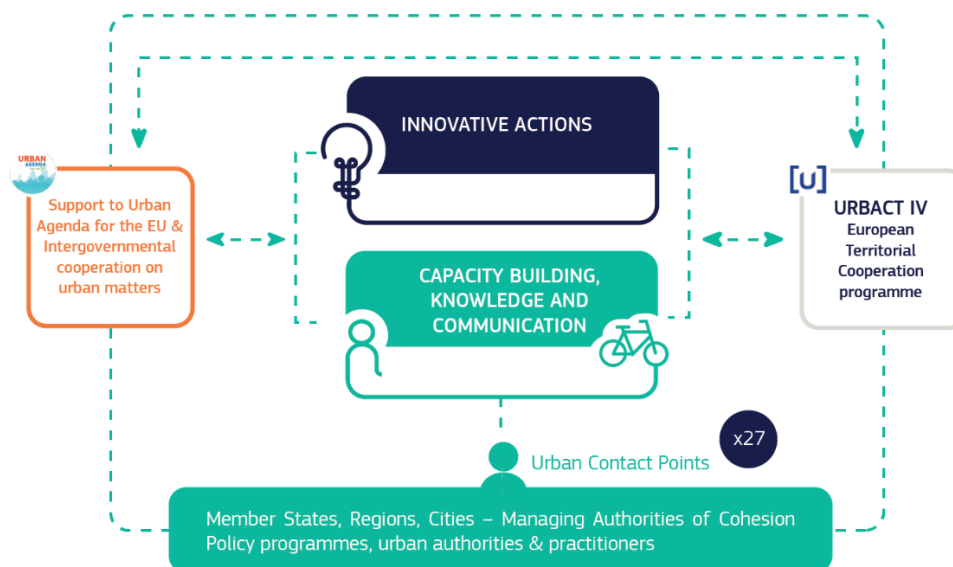 INNOVATIVE ACTIONS
URBAN
AGENDA
Support to Urban
Agenda for the EU &
Intergovernmental
cooperation on
urban matters
[u]
URBACT IV
European
Territorial
Cooperation
programme
CAPACITY BUILDING,
KNOWLEDGE AND
COMMUNICATION
x27
Urban Contact Points
Member States, Regions, Cities – Managing Authorities of Cohesion
Policy programmes, urban authorities & practitioners